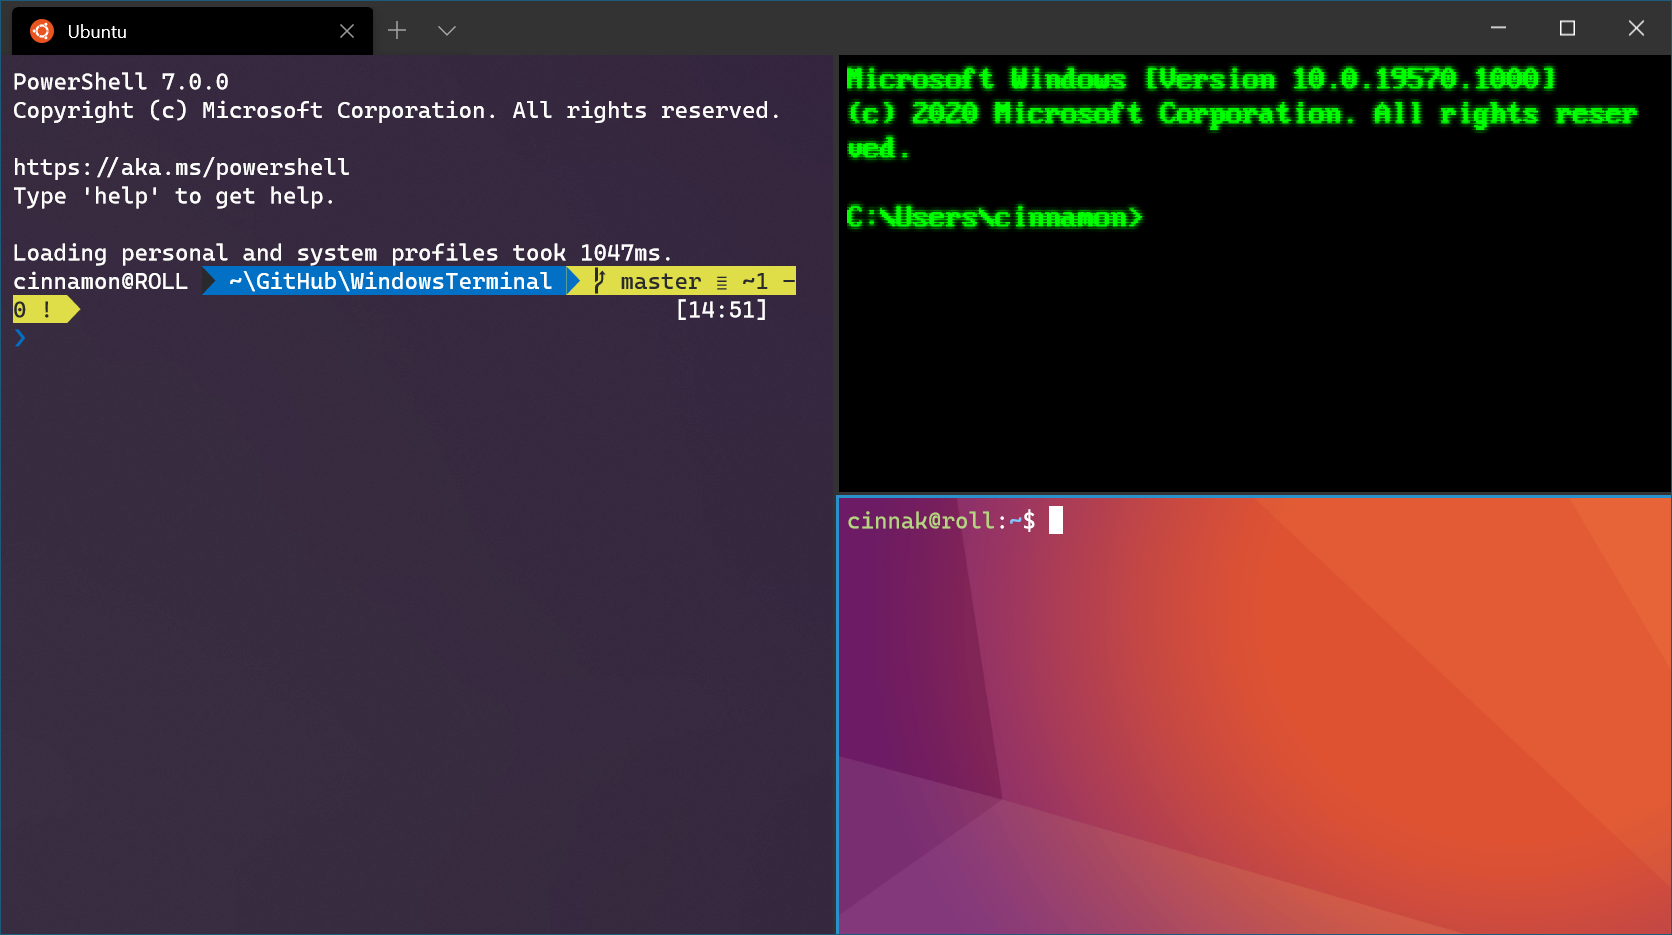 Ubuntu
PowerShell 7.0.0
Copyright (c) Microsoft Corporation. All rights reserved.
https://aka.ms/powershell
Type 'help' to get help.
Loading personal and system profiles took 1047ms.
cinnamon@ROLL ~\GitHub\WindowsTerminal master ≣ ~1 -
0 ! [14:51]
❯
Microsoft Windows [Version 10.0.19570.1000]
(c) 2020 Microsoft Corporation. All rights reser
ved.
C:\Users\cinnamon>
cinnak@roll:~$